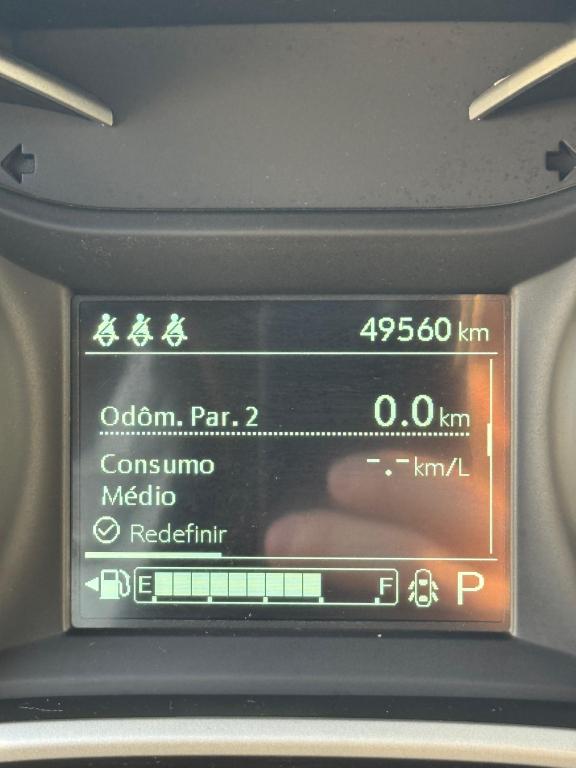 49560 km
Odôm. Par. 2 0.0 km
Consumo -.- km/L
Médio
Redefinir
E F P